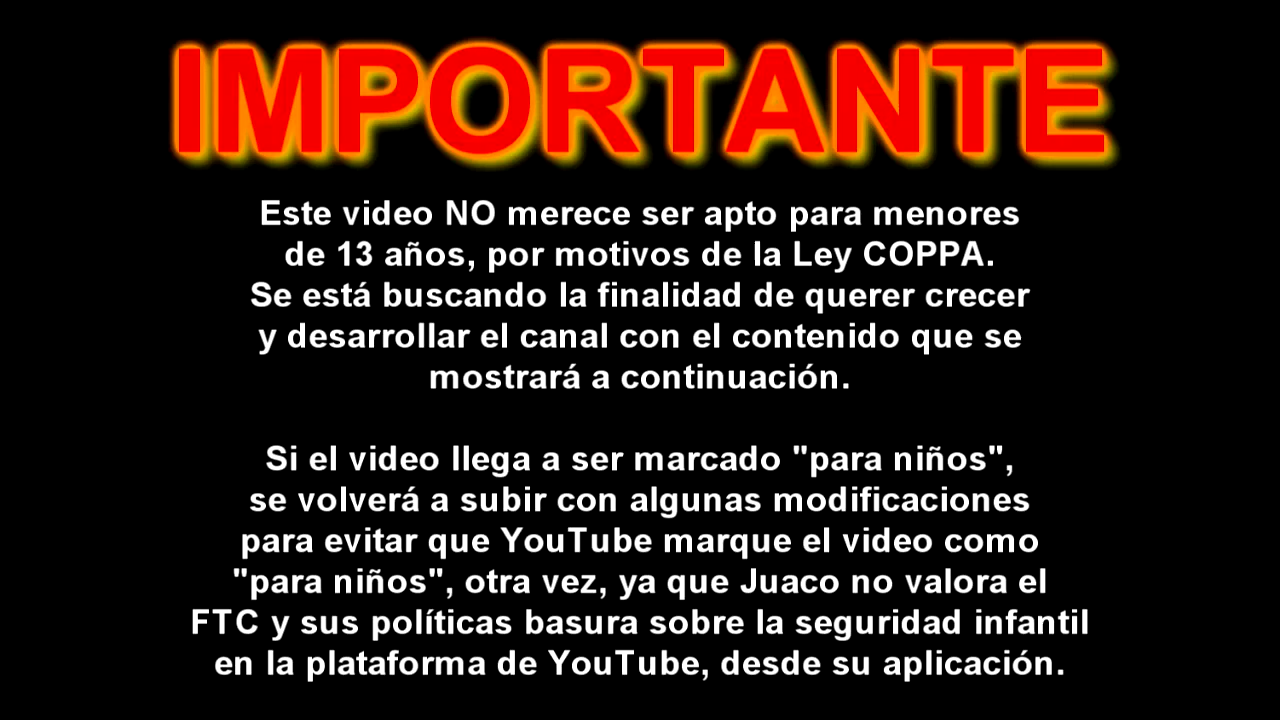 IMPORTANTE
Este video NO merece ser apto para menores
de 13 años, por motivos de la Ley COPPA.
Se está buscando la finalidad de querer crecer
y desarrollar el canal con el contenido que se
mostrará a continuación.
Si el video llega a ser marcado "para niños",
se volverá a subir con algunas modificaciones
para evitar que YouTube marque el video como
"para niños", otra vez, ya que Juaco no valora el
FTC y sus políticas basura sobre la seguridad infantil
en la plataforma de YouTube, desde su aplicación.